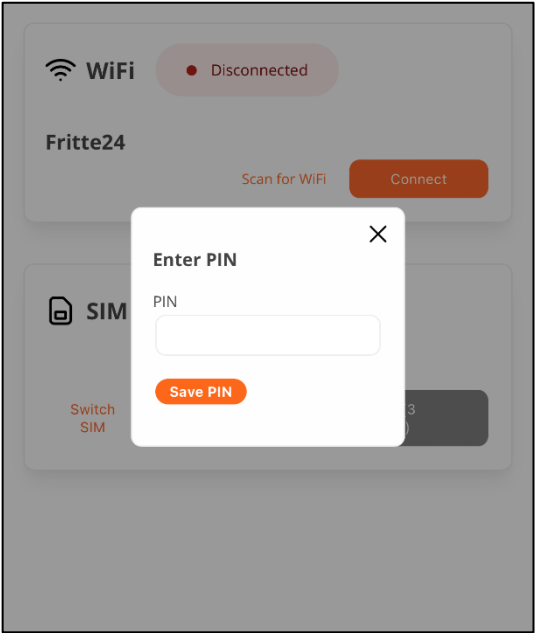 WiFi
Disconnected
Fritte24
Scan for WiFi
Connect
Enter PIN
PIN
Save PIN
SIM
Switch
SIM
3
)